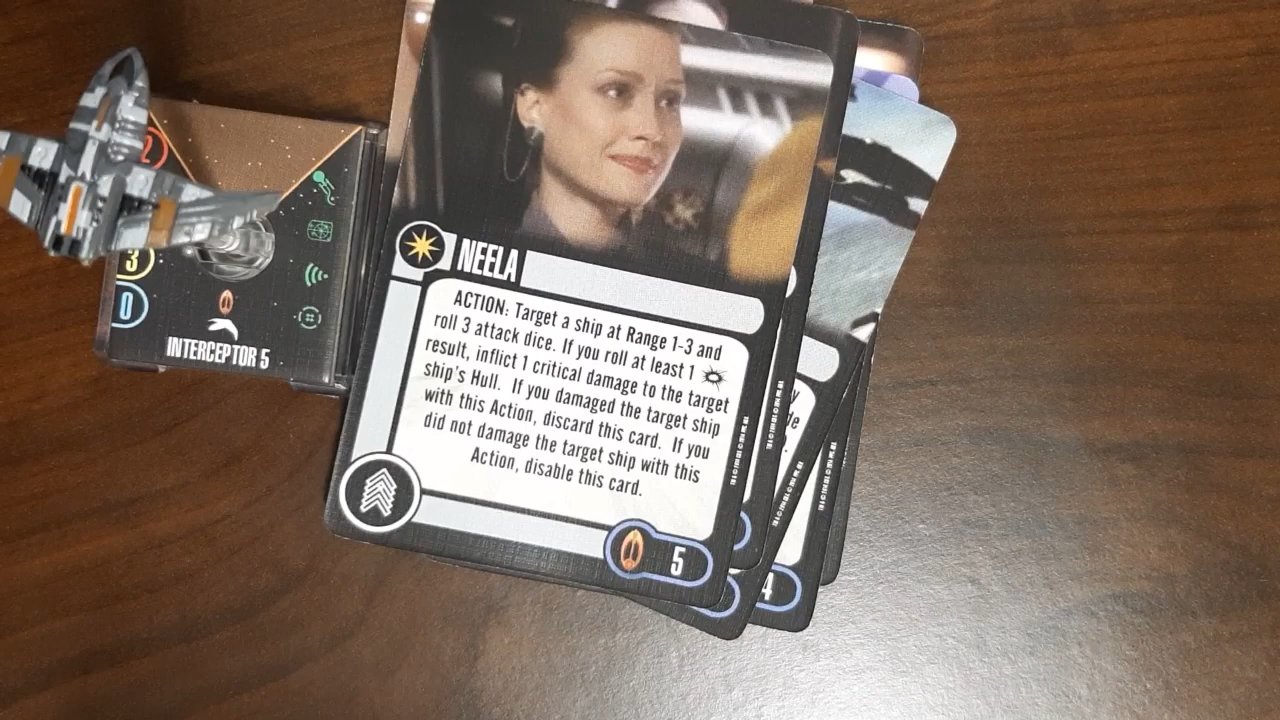 2
3
0
INTERCEPTOR 5
NEELA
ACTION: Target a ship at Range 1-3 and
roll 3 attack dice. If you roll at least 1
result, inflict 1 critical damage to the target
ship's Hull. If you damaged the target ship
with this Action, discard this card. If you
did not damage the target ship with this
Action, disable this card.
5
4